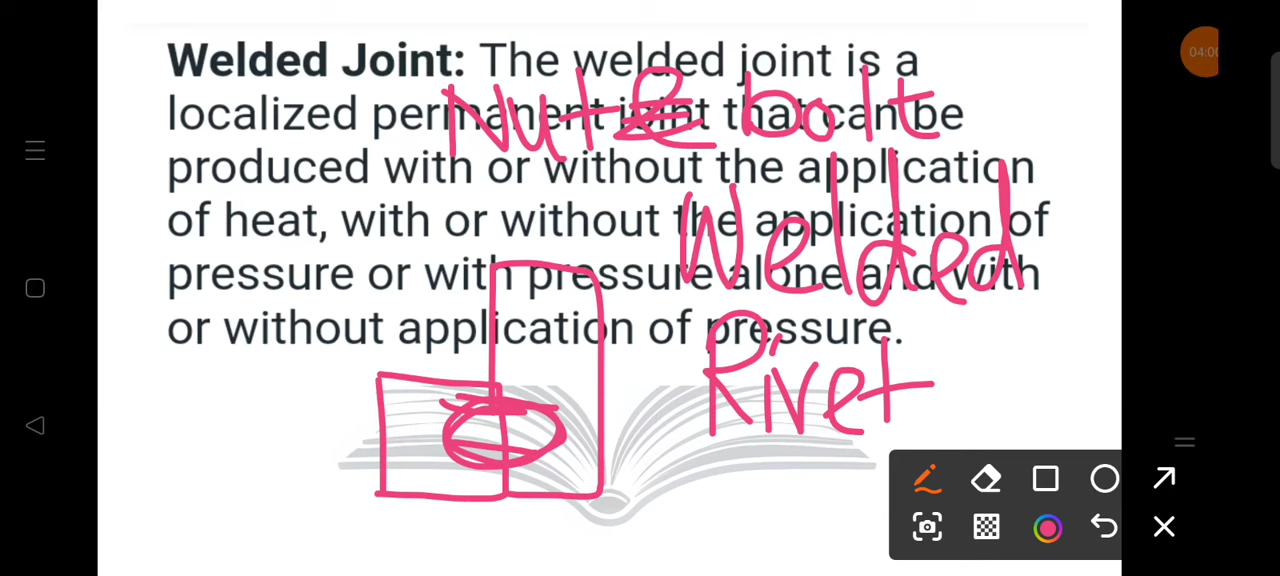 Welded Joint: The welded joint is a
localized permanent joint that can be
produced with or without the application
of heat, with or without the application of
pressure or with pressure alone and with
or without application of pressure.
Nut bolt
Welded
Rivet
04:00